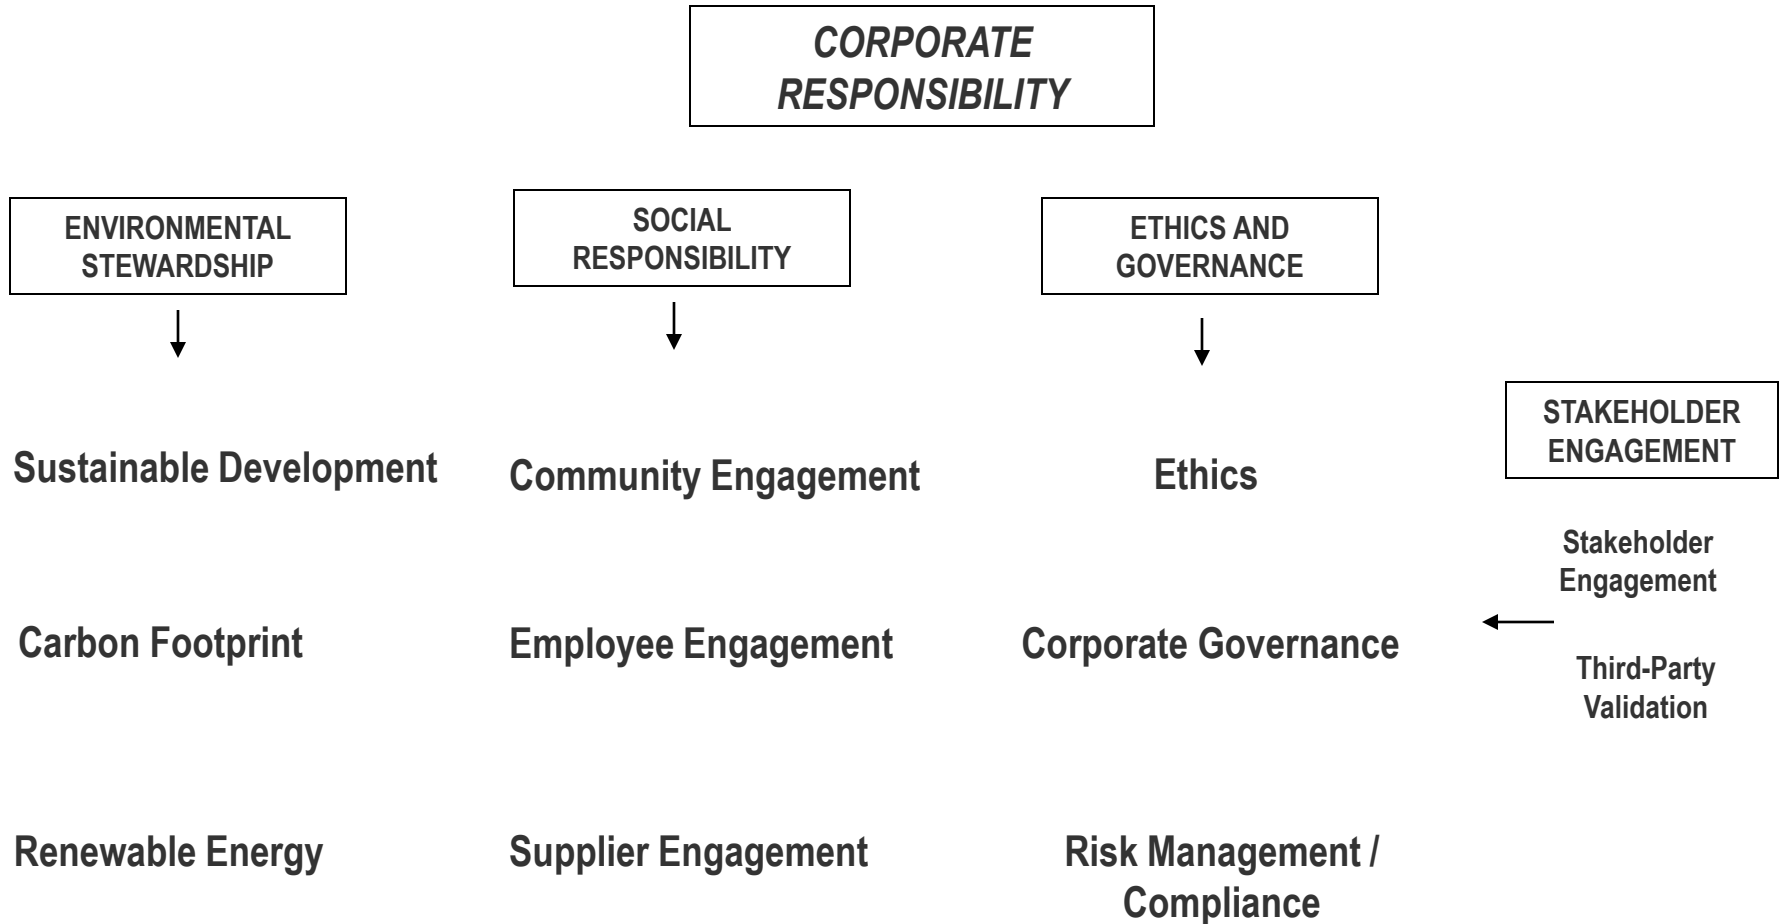 CORPORATE
RESPONSIBILITY
ENVIRONMENTAL
STEWARDSHIP
SOCIAL
RESPONSIBILITY
ETHICS AND
GOVERNANCE
STAKEHOLDER
ENGAGEMENT
Sustainable Development
Community Engagement
Ethics
Stakeholder
Engagement
Carbon Footprint
Employee Engagement
Corporate Governance
Third-Party
Validation
Renewable Energy
Supplier Engagement
Risk Management /
Compliance